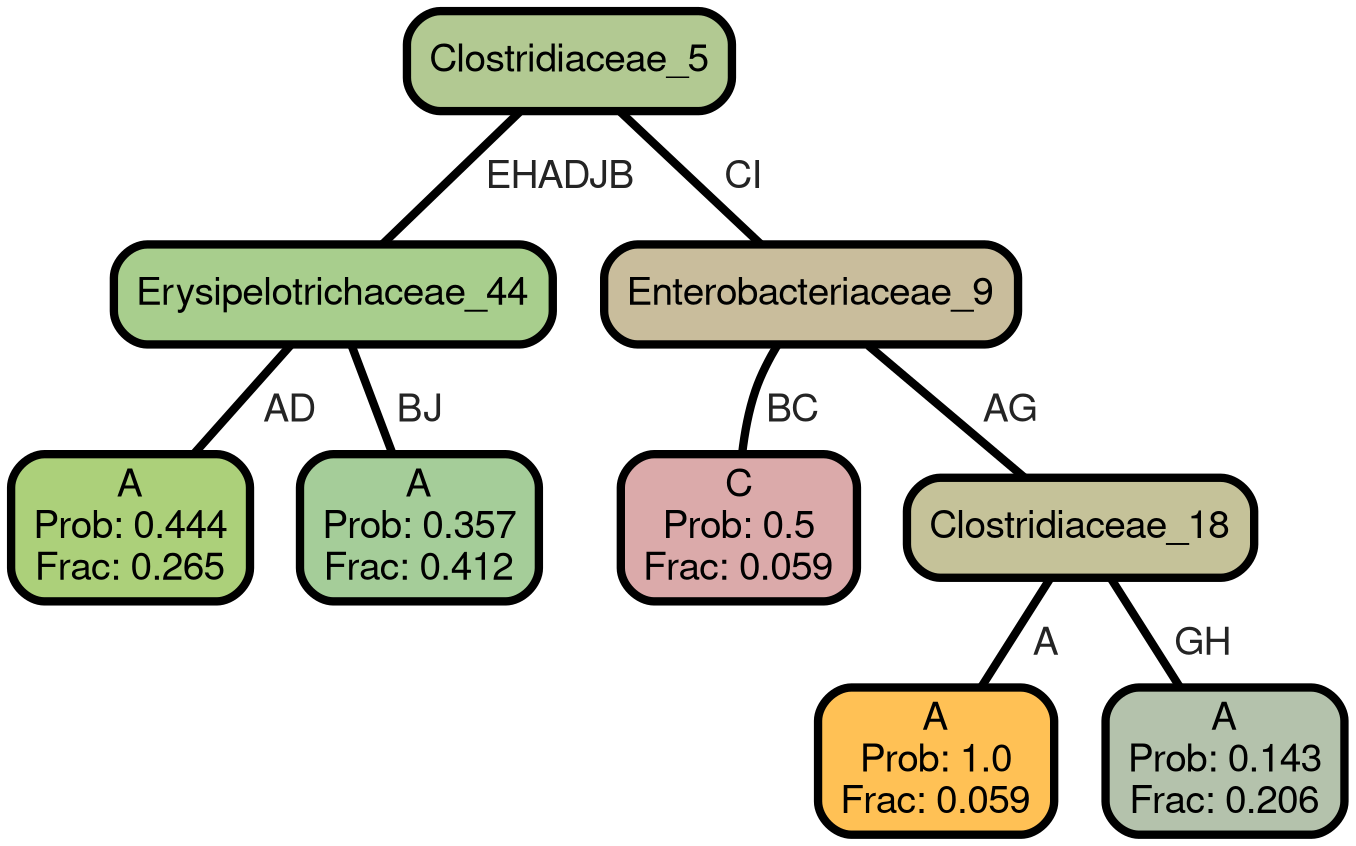 Clostridiaceae_5
EHADJB
CI
Erysipelotrichaceae_44
Enterobacteriaceae_9
AD
BJ
BC
AG
A
Prob: 0.444
Frac: 0.265
A
Prob: 0.357
Frac: 0.412
C
Prob: 0.5
Frac: 0.059
Clostridiaceae_18
A
GH
A
Prob: 1.0
Frac: 0.059
A
Prob: 0.143
Frac: 0.206